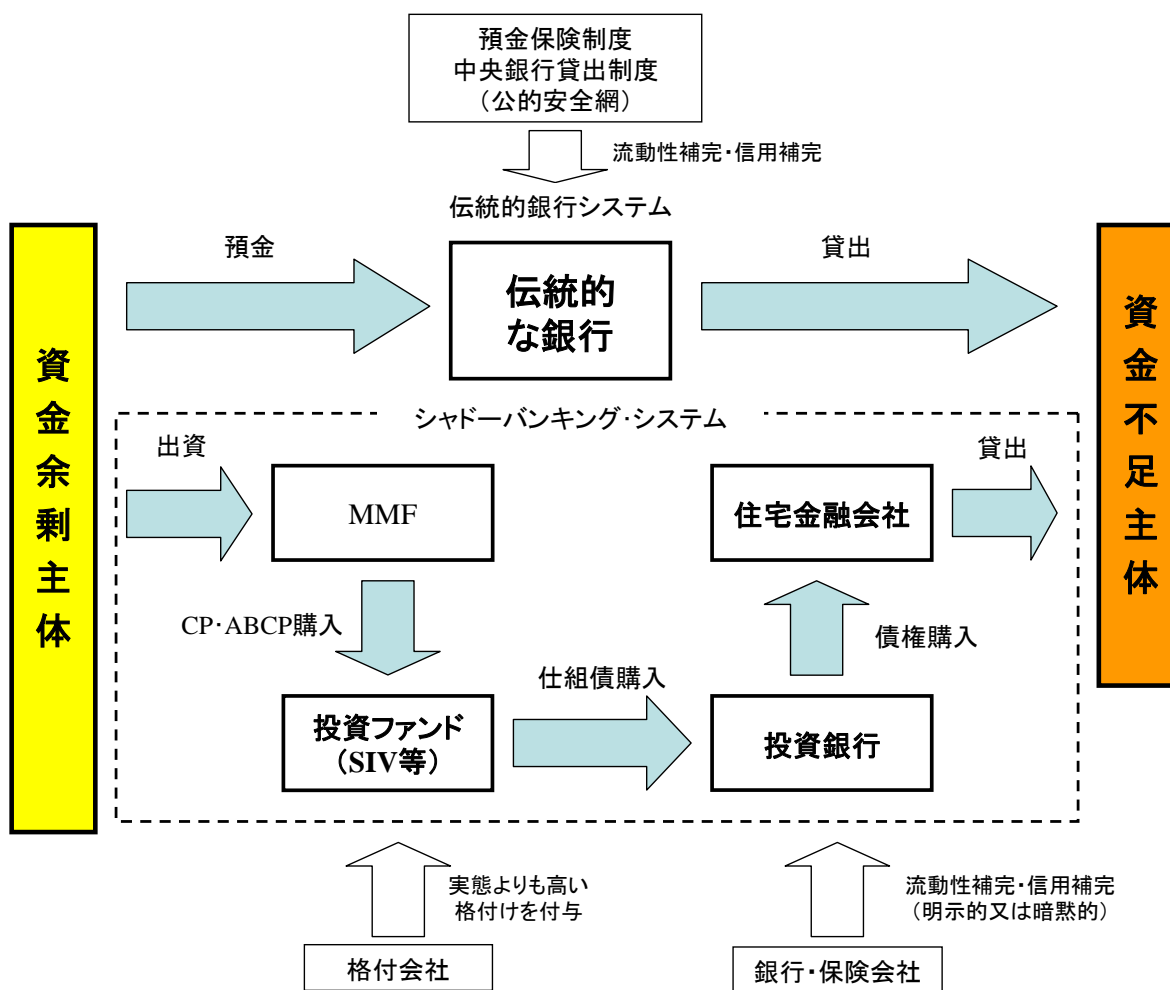 預金保険制度
中央銀行貸出制度
(公的安全網)
流動性補完・信用補完
伝統的銀行システム
預金
貸出
伝統的
な銀行
資金余剰主体
資金不足主体
シャドーバンキング・システム
出資
貸出
MMF
住宅金融会社
CP・ABCP購入
債権購入
仕組債購入
投資ファンド
(SIV等)
投資銀行
実態よりも高い
格付けを付与
流動性補完・信用補完
(明示的又は暗黙的)
格付会社
銀行・保険会社